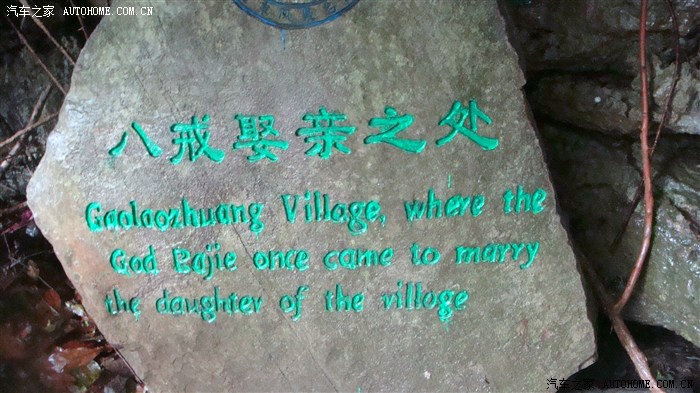 汽车之家 AUTOHOME.COM.CN
八戒娶亲之处
Gaolaozhuang Village, where the
God Bajie once came to marry
the daughter of the village
汽车之家 AUTOHOME.COM.CN